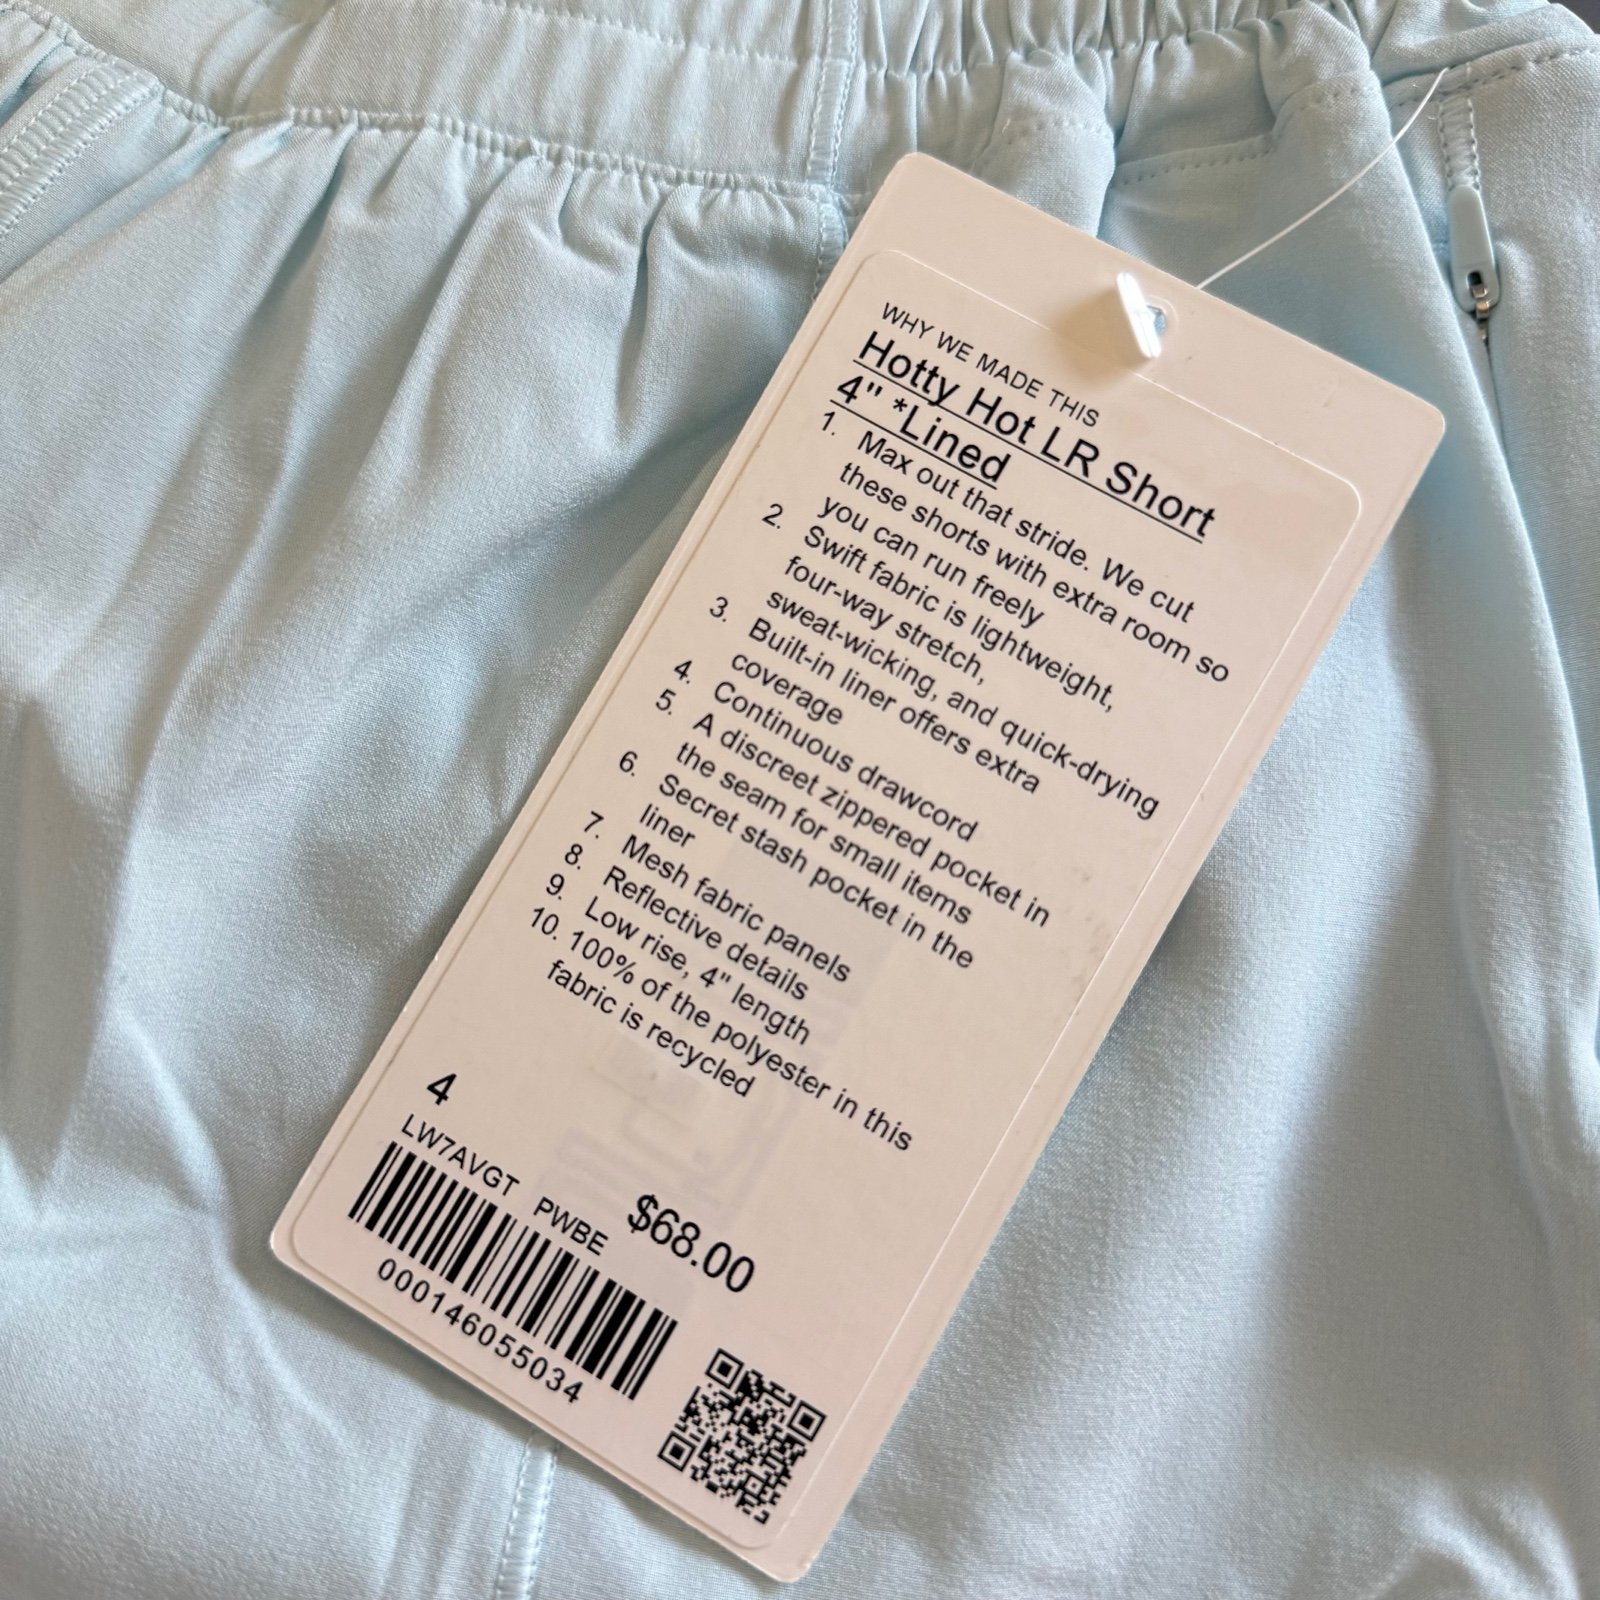 WHY WE MADE THIS
Hotty Hot LR Short
4" *Lined
1. Max out that stride. We cut
these shorts with extra room so
you can run freely
2. Swift fabric is lightweight,
four-way stretch,
sweat-wicking, and quick-drying
3. Built-in liner offers extra
coverage
4. Continuous drawcord
5. A discreet zippered pocket in
the seam for small items
6. Secret stash pocket in the
liner
7. Mesh fabric panels
8. Reflective details
9. Low rise, 4" length
10. 100% of the polyester in this
fabric is recycled
4
LW7AVGT PWBE
$68.00
000146055034